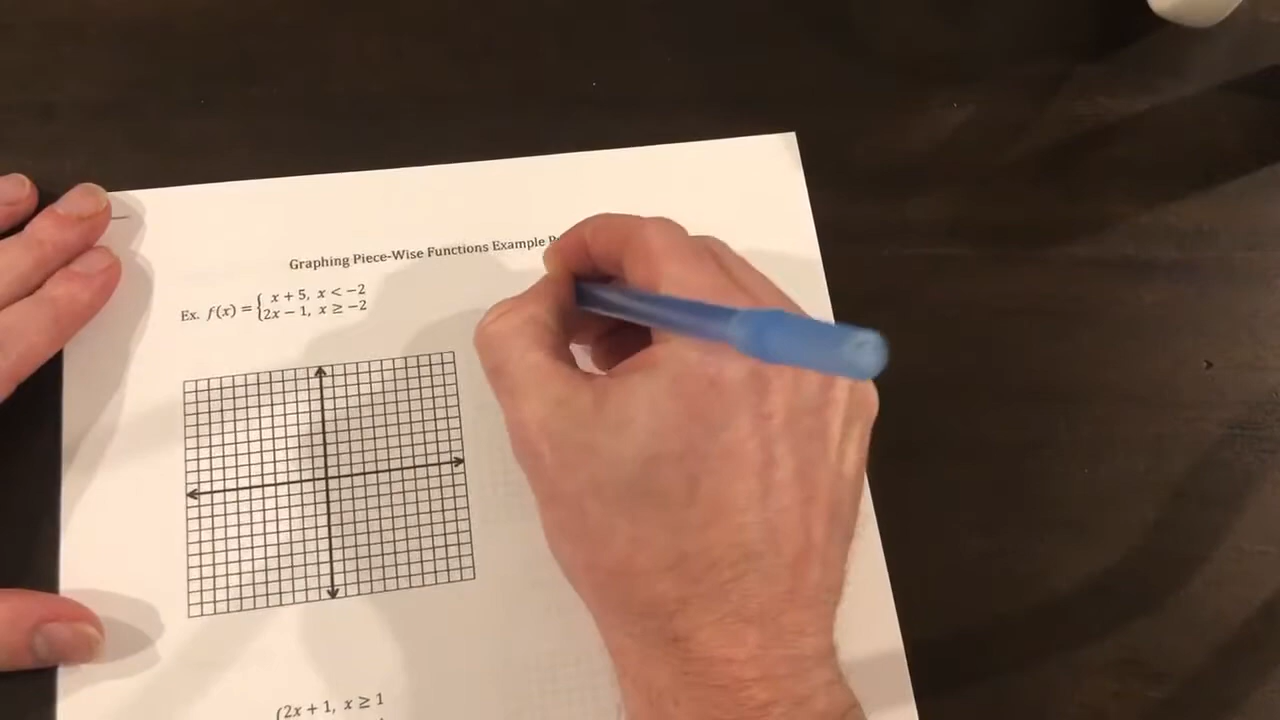 Graphing Piece-Wise Functions Example
Ex. f(x) = { x + 5, x < −2
2x − 1, x ≥ −2
2x + 1, x ≥ 1